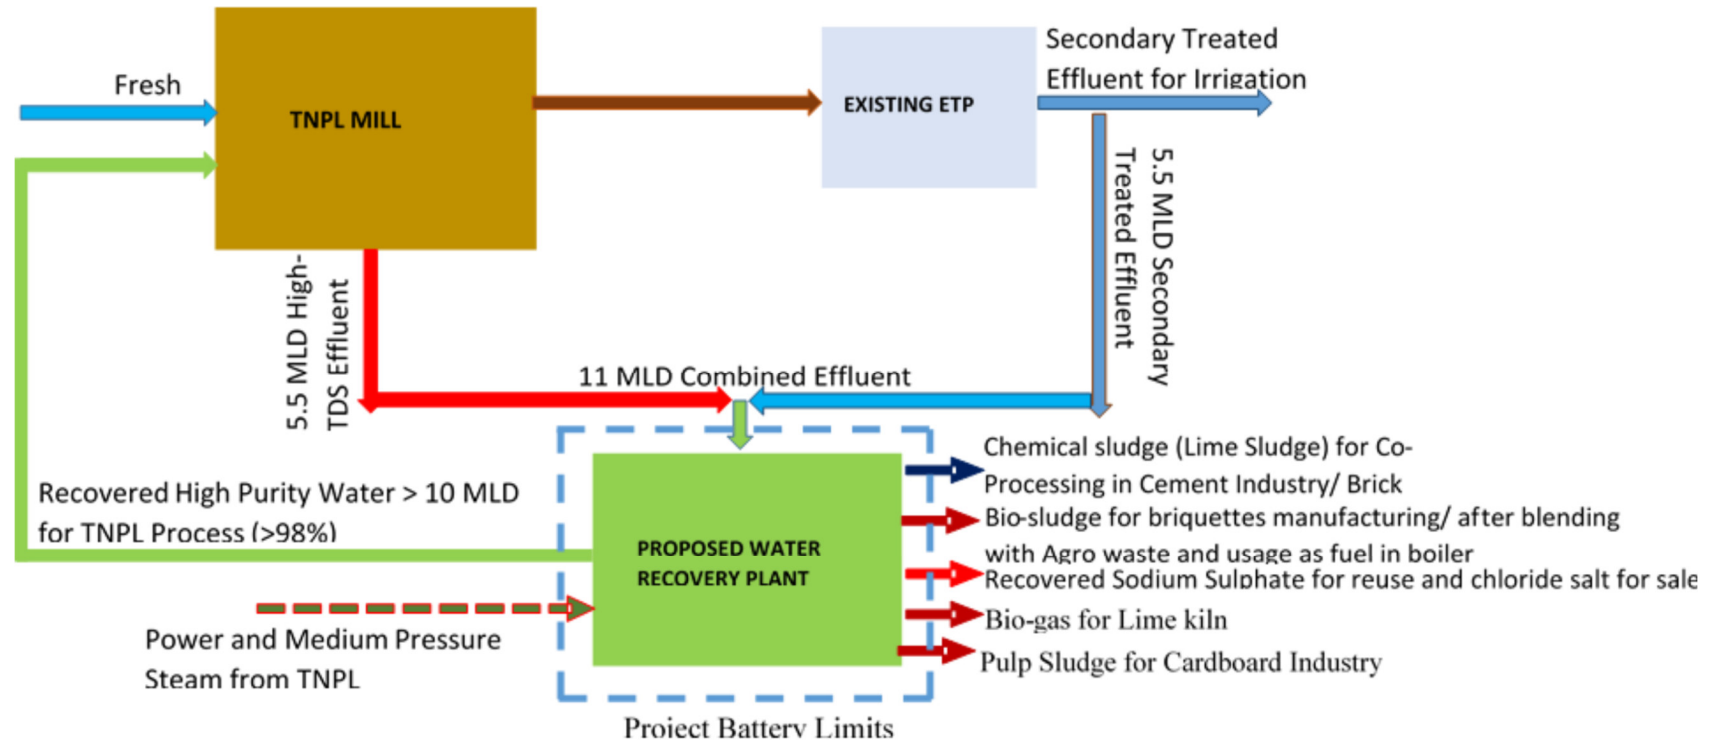 Fresh
TNPL MILL
EXISTING ETP
Secondary Treated
Effluent for Irrigation
5.5 MLD High-
TDS Effluent
5.5 MLD Secondary
Treated Effluent
11 MLD Combined Effluent
Recovered High Purity Water > 10 MLD
for TNPL Process (>98%)
PROPOSED WATER
RECOVERY PLANT
Power and Medium Pressure
Steam from TNPL
Chemical sludge (Lime Sludge) for Co-
Processing in Cement Industry/ Brick
Bio-sludge for briquettes manufacturing/ after blending
with Agro waste and usage as fuel in boiler
Recovered Sodium Sulphate for reuse and chloride salt for sale
Bio-gas for Lime kiln
Pulp Sludge for Cardboard Industry
Project Battery Limits